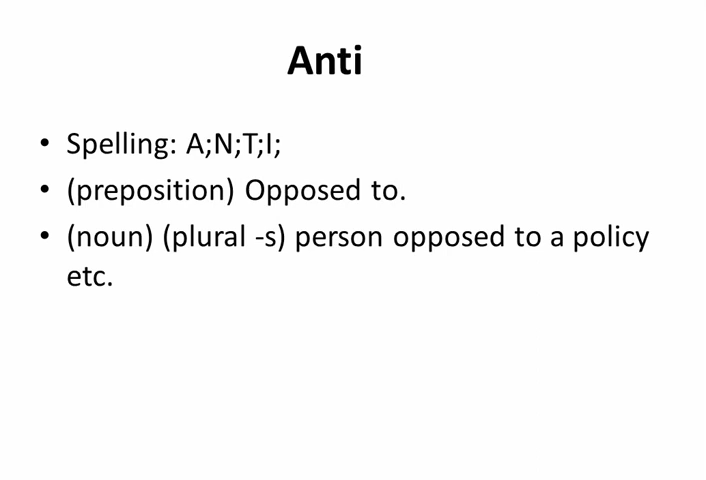 Anti
• Spelling: A;N;T;I;
• (preposition) Opposed to.
• (noun) (plural -s) person opposed to a policy
etc.